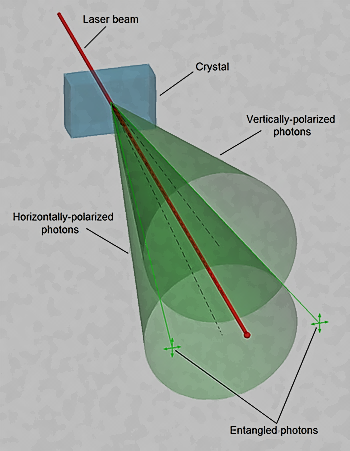 Laser beam
Crystal
Vertically-polarized
photons
Horizontally-polarized
photons
Entangled photons